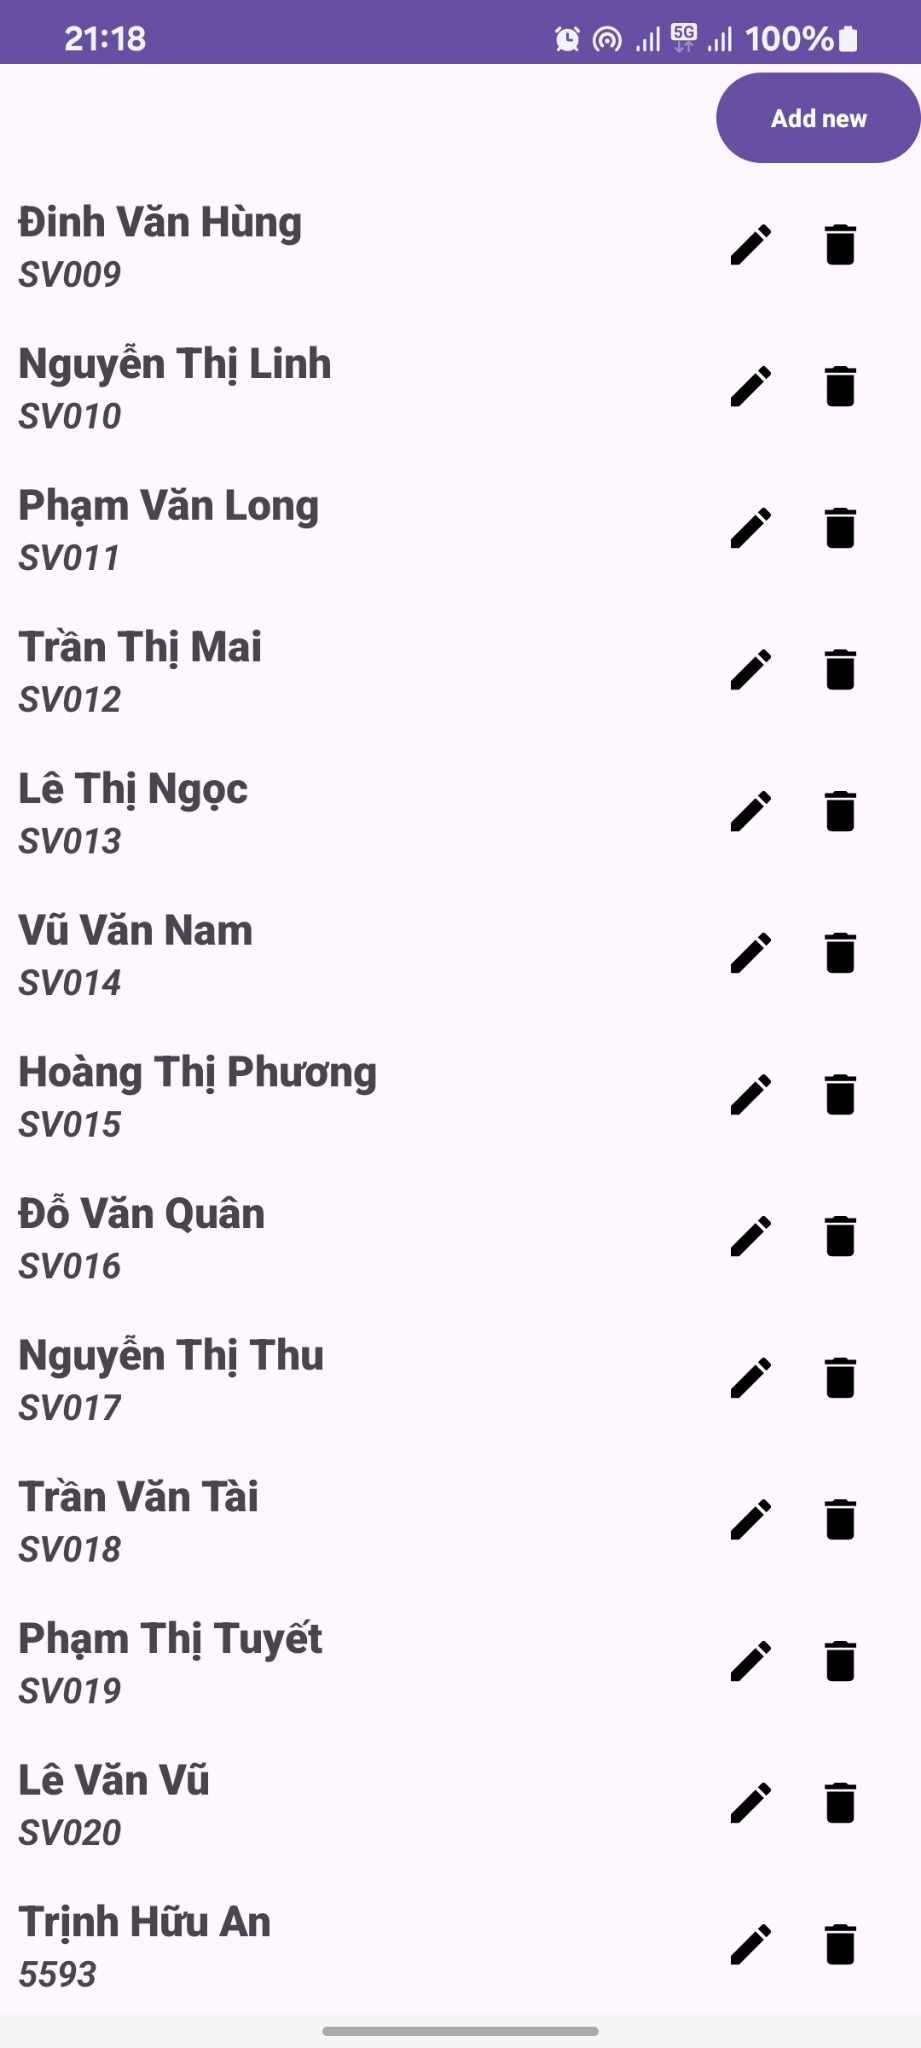 21:18 5G 100%
Add new
Đinh Văn Hùng
SV009
Nguyễn Thị Linh
SV010
Phạm Văn Long
SV011
Trần Thị Mai
SV012
Lê Thị Ngọc
SV013
Vũ Văn Nam
SV014
Hoàng Thị Phương
SV015
Đỗ Văn Quân
SV016
Nguyễn Thị Thu
SV017
Trần Văn Tài
SV018
Phạm Thị Tuyết
SV019
Lê Văn Vũ
SV020
Trịnh Hữu An
5593